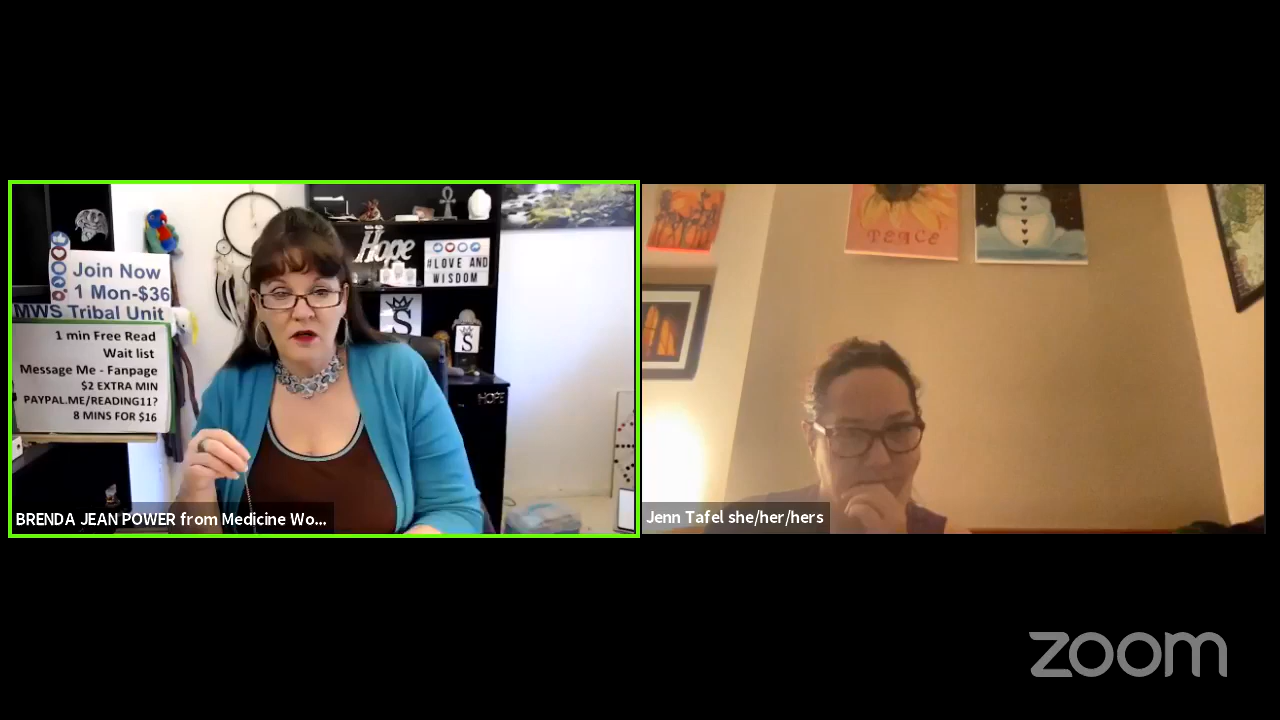 Join Now
1 Mon-$36
MWS Tribal Unit
1 min Free Read
Wait list
Message Me - Fanpage
$2 EXTRA MIN
PAYPAL.ME/READING11?
8 MINS FOR $16
Hope
#LOVE AND
WISDOM
S
S
HOPE
BRENDA JEAN POWER from Medicine Wo...
PEACE
Jenn Tafel she/her/hers
zoom